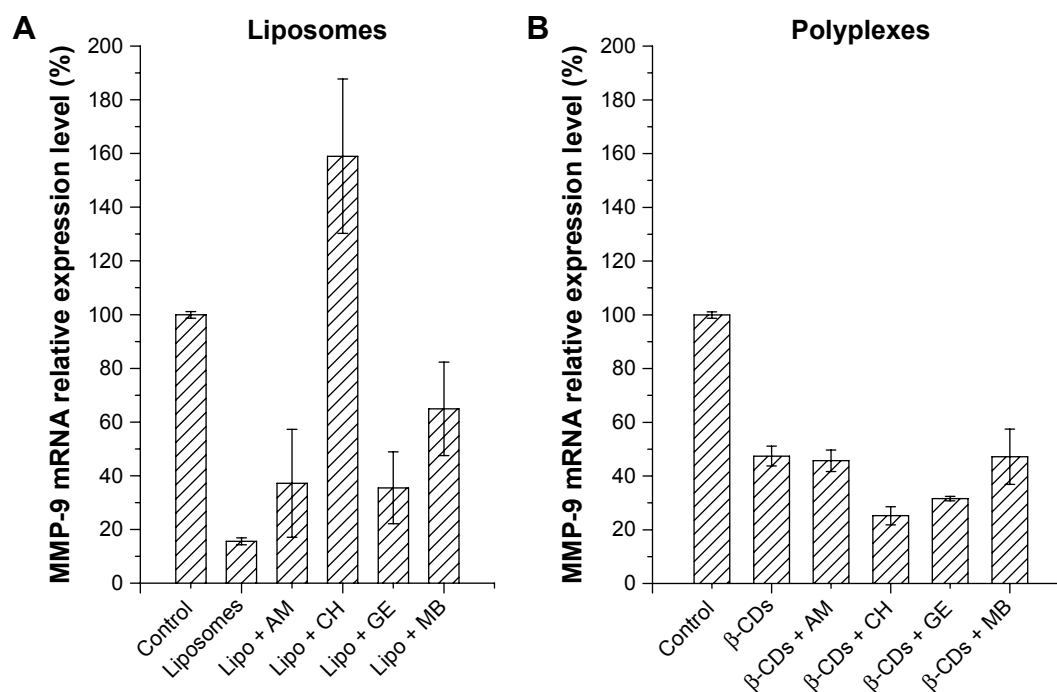 A
Liposomes
MMP-9 mRNA relative expression level (%)
200
180
160
140
120
100
80
60
40
20
0
Control
Liposomes
Lipo + AM
Lipo + CH
Lipo + GE
Lipo + MB
B
Polyplexes
MMP-9 mRNA relative expression level (%)
200
180
160
140
120
100
80
60
40
20
0
Control
β-CDs
β-CDs + AM
β-CDs + CH
β-CDs + GE
β-CDs + MB